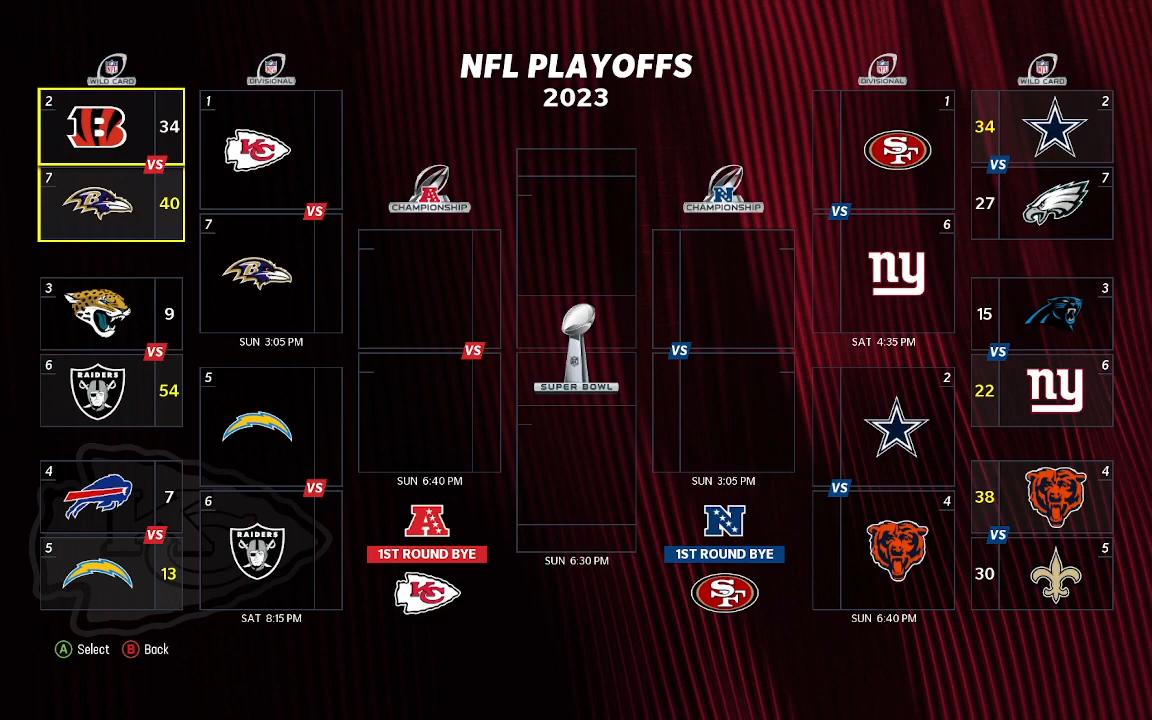 NFL PLAYOFFS
2023
WILD CARD
2
34
VS
7
40
3
9
VS
6
RAIDERS
54
4
7
VS
5
13
DIVISIONAL
1
KC
VS
7
SUN 3:05 PM
5
VS
6
RAIDERS
SAT 8:15 PM
A
CHAMPIONSHIP
VS
SUN 6:40 PM
A
1ST ROUND BYE
KC
SUPER BOWL
SUN 6:30 PM
N
CHAMPIONSHIP
VS
SUN 3:05 PM
N
1ST ROUND BYE
SF
DIVISIONAL
1
SF
VS
6
ny
SAT 4:35 PM
2
VS
4
SUN 6:40 PM
WILD CARD
34
2
VS
27
7
15
3
VS
22
ny
6
38
4
VS
30
5
A Select B Back